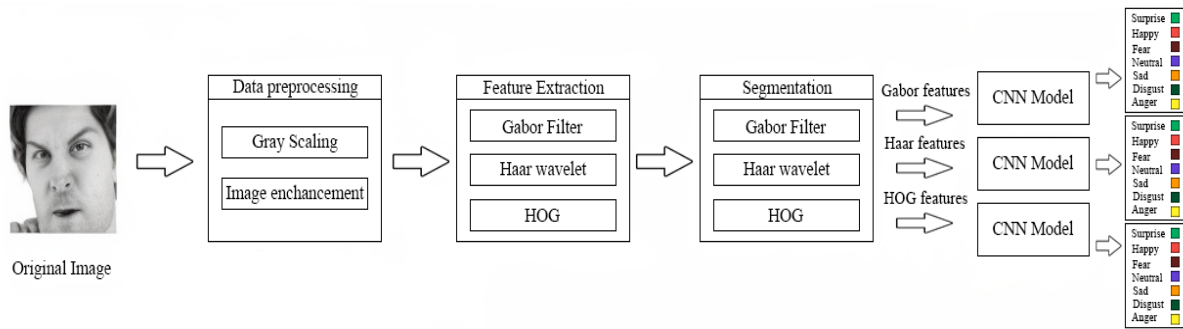 Original Image
Data preprocessing
Gray Scaling
Image enchancement
Feature Extraction
Gabor Filter
Haar wavelet
HOG
Segmentation
Gabor Filter
Haar wavelet
HOG
Gabor features
Haar features
HOG features
CNN Model
CNN Model
CNN Model
Surprise
Happy
Fear
Neutral
Sad
Disgust
Anger
Surprise
Happy
Fear
Neutral
Sad
Disgust
Anger
Surprise
Happy
Fear
Neutral
Sad
Disgust
Anger